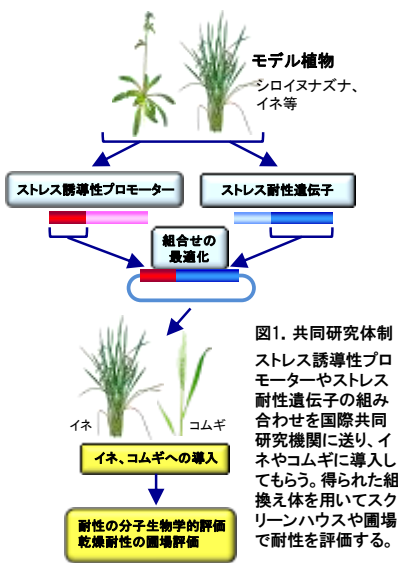 モデル植物
シロイヌナズナ、
イネ等
ストレス誘導性プロモーター
ストレス耐性遺伝子
組合せの
最適化
イネ
コムギ
イネ、コムギへの導入
耐性の分子生物学的評価
乾燥耐性の圃場評価
図1. 共同研究体制
ストレス誘導性プロ
モーターやストレス
耐性遺伝子の組み
合わせを国際共同
研究機関に送り、イ
ネやコムギに導入し
てもらう。得られた組
換え体を用いてスク
リーンハウスや圃場
で耐性を評価する。